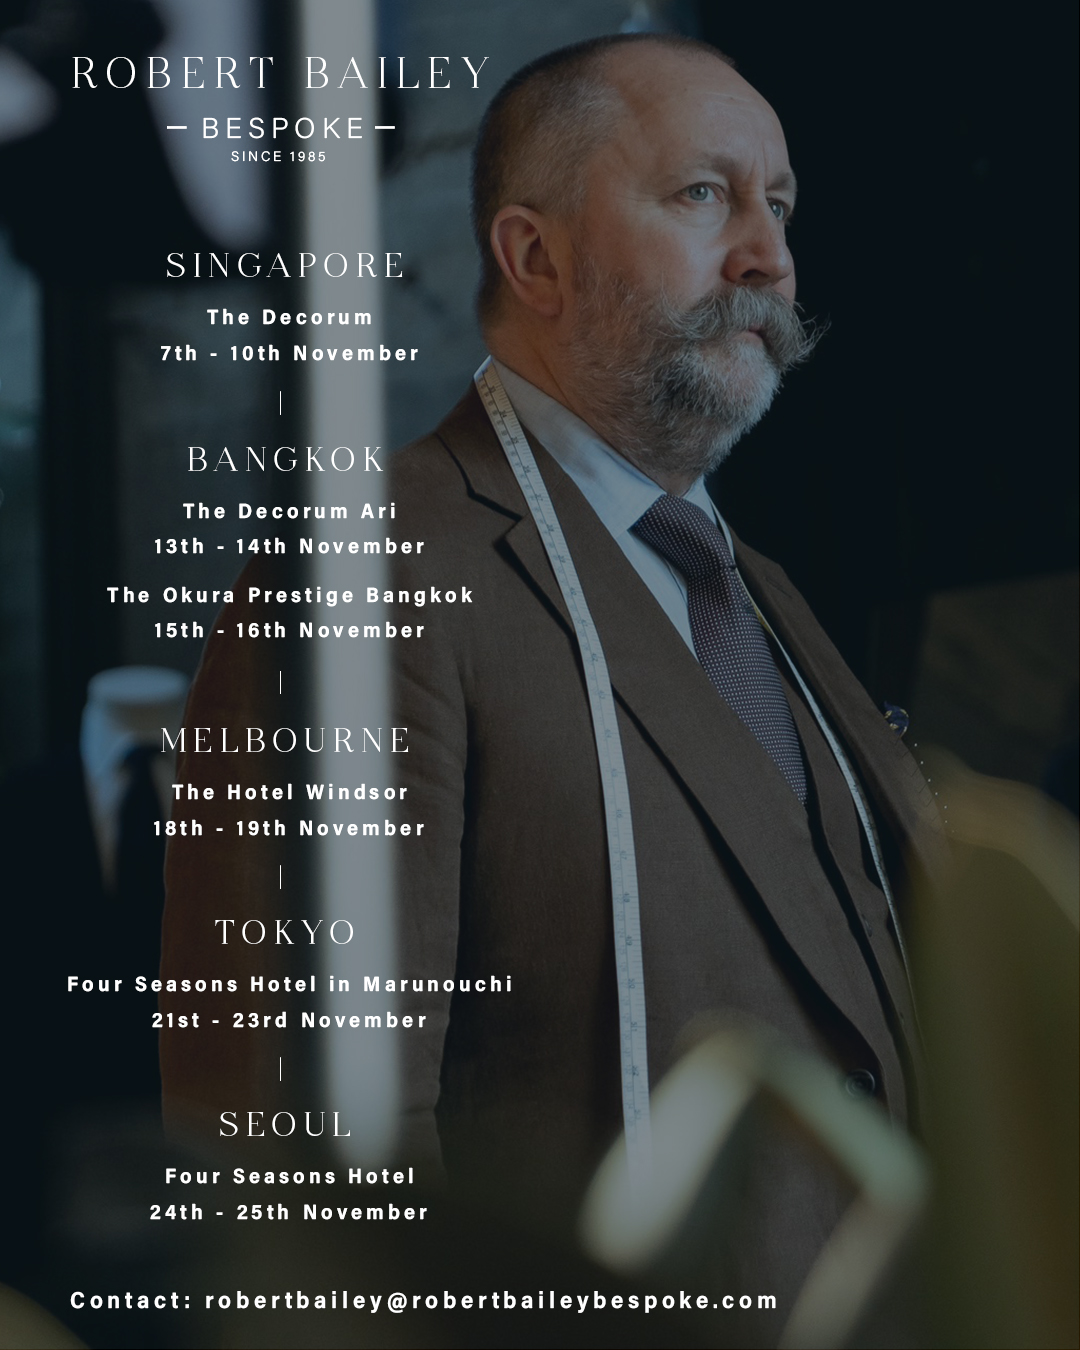 ROBERT BAILEY
— BESPOKE —
SINCE 1985
SINGAPORE
The Decorum
7th - 10th November
BANGKOK
The Decorum Ari
13th - 14th November
The Okura Prestige Bangkok
15th - 16th November
MELBOURNE
The Hotel Windsor
18th - 19th November
TOKYO
Four Seasons Hotel in Marunouchi
21st - 23rd November
SEOUL
Four Seasons Hotel
24th - 25th November
Contact: robertbailey@robertbaileybespoke.com